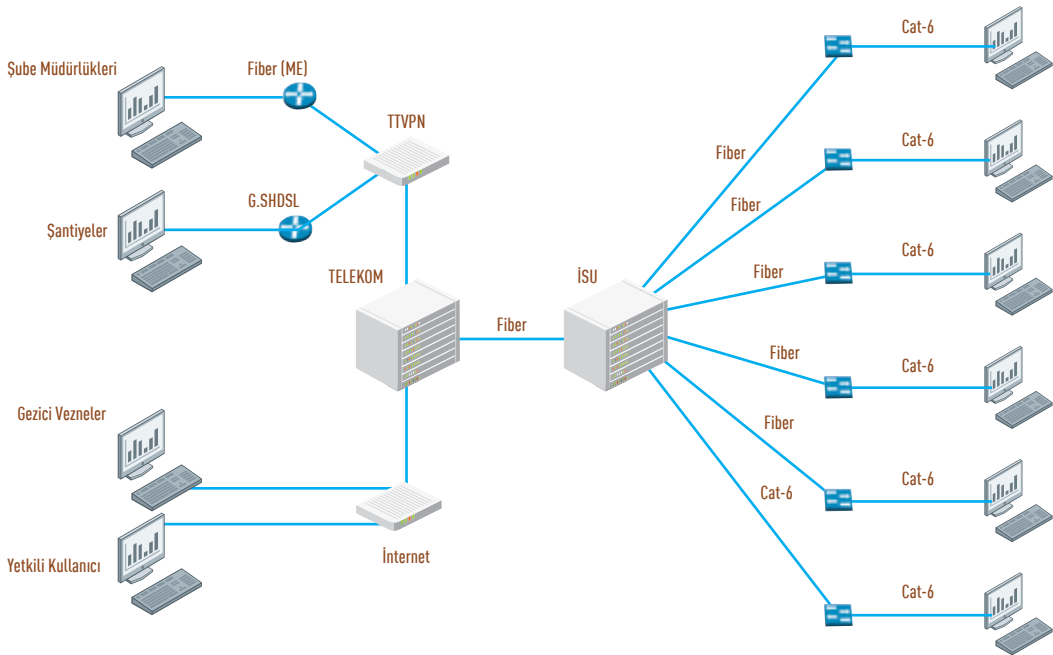 Şube Müdürlükleri
Fiber (ME)
TTVPN
Şantiyeler
G.SHDSL
TELEKOM
Fiber
İSU
Gezici Vezneler
Yetkili Kullanıcı
İnternet
Fiber
Cat-6
Fiber
Cat-6
Fiber
Cat-6
Fiber
Cat-6
Fiber
Cat-6
Cat-6
Cat-6